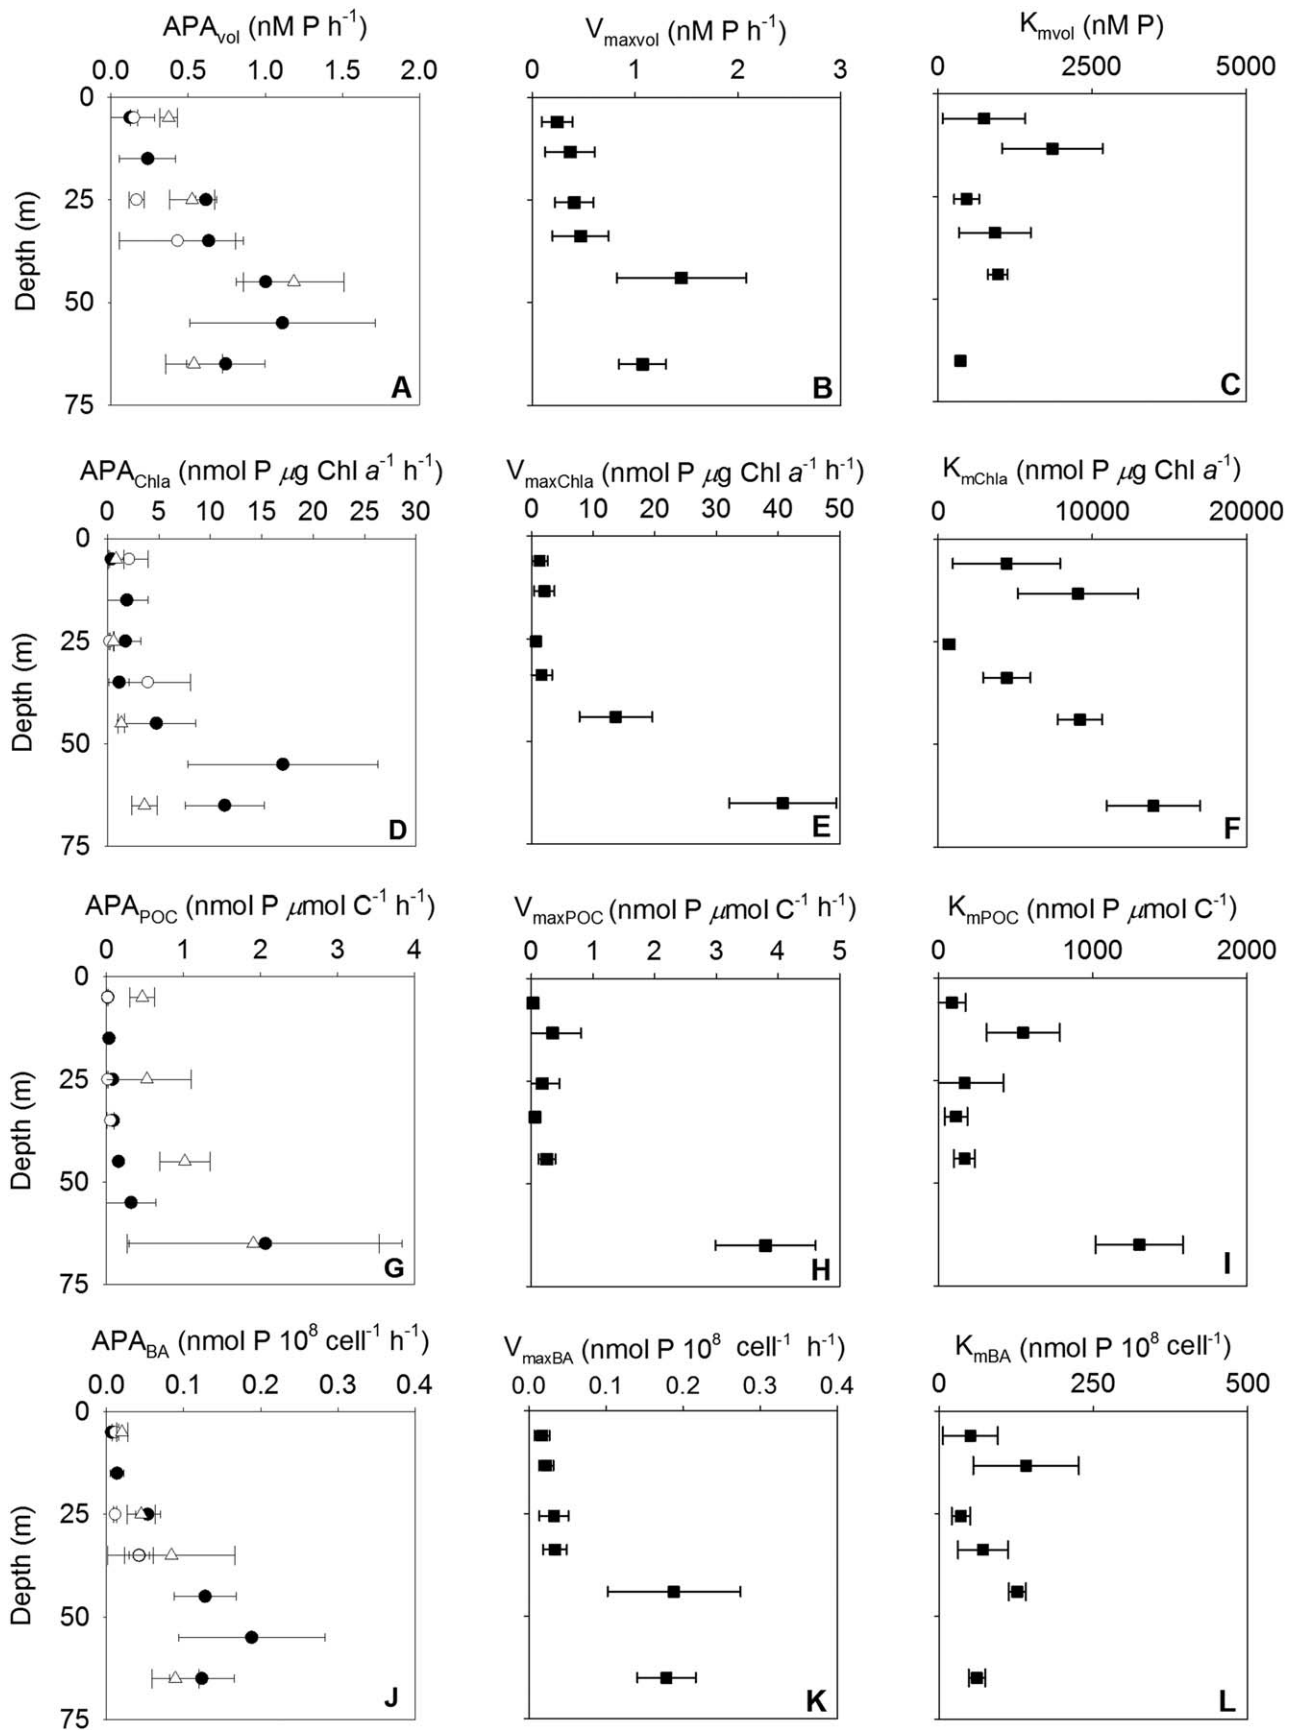 APAvol (nM P h-1)
Vmaxvol (nM P h-1)
Kmvol (nM P)
0.0 0.5 1.0 1.5 2.0
0 1 2 3
0 2500 5000
0
25
50
75
Depth (m)
A
B
C
APAChla (nmol P μg Chl a-1 h-1)
VmaxChla (nmol P μg Chl a-1 h-1)
KmChla (nmol P μg Chl a-1)
0 5 10 15 20 25 30
0 10 20 30 40 50
0 10000 20000
0
25
50
75
Depth (m)
D
E
F
APAPOC (nmol P μmol C-1 h-1)
VmaxPOC (nmol P μmol C-1 h-1)
KmPOC (nmol P μmol C-1)
0 1 2 3 4
0 1 2 3 4 5
0 1000 2000
0
25
50
75
Depth (m)
G
H
I
APABA (nmol P 108 cell-1 h-1)
VmaxBA (nmol P 108 cell-1 h-1)
KmBA (nmol P 108 cell-1)
0.0 0.1 0.2 0.3 0.4
0.0 0.1 0.2 0.3 0.4
0 250 500
0
25
50
75
Depth (m)
J
K
L